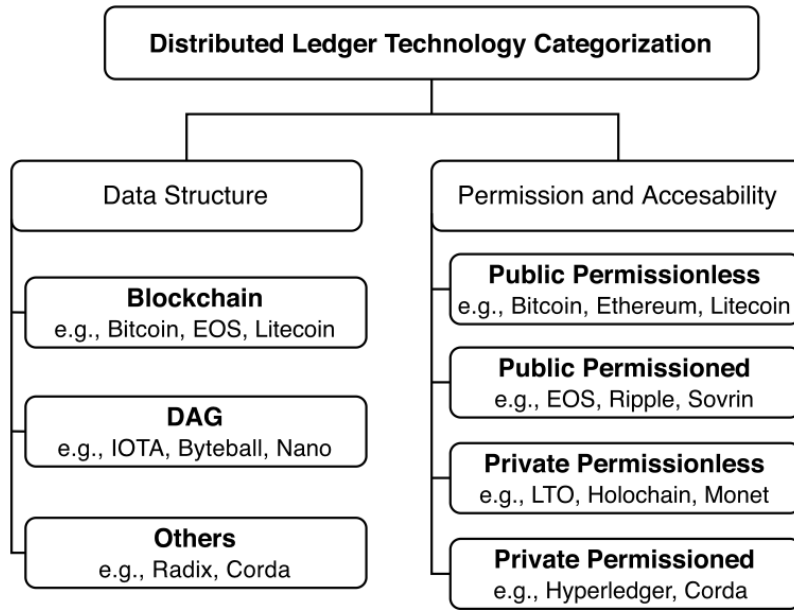 Distributed Ledger Technology Categorization
Data Structure
Blockchain
e.g., Bitcoin, EOS, Litecoin
DAG
e.g., IOTA, Byteball, Nano
Others
e.g., Radix, Corda
Permission and Accesability
Public Permissionless
e.g., Bitcoin, Ethereum, Litecoin
Public Permissioned
e.g., EOS, Ripple, Sovrin
Private Permissionless
e.g., LTO, Holochain, Monet
Private Permissioned
e.g., Hyperledger, Corda